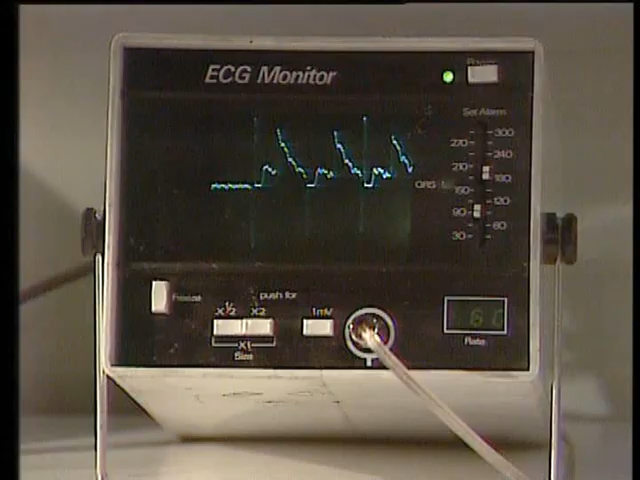 ECG Monitor
Power
Set Alarm
300
270
240
210
180
150
120
90
60
30
QRS
Freeze
push for
X½ X2
1mV
X1
Size
60
Rate